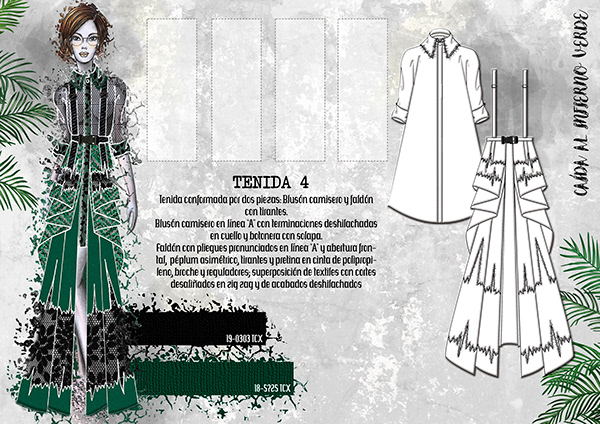 TENIDA 4
Tenida conformada por dos piezas: Blusón camisero y faldón
con tirantes.
Blusón camisero en línea "A" con terminaciones deshilachadas
en cuello y botonera con solapa.
Faldón con pliegues pronunciados en línea "A" y abertura fron-
tal, péplum asimétrico, tirantes y pretina en cinta de polipropi-
leno, broche y reguladores; superposición de textiles con cortes
desaliñados en zig zag y de acabados deshilachados
19-0303 TCX
18-5725 TCX
CAÍDA AL INFIERNO VERDE